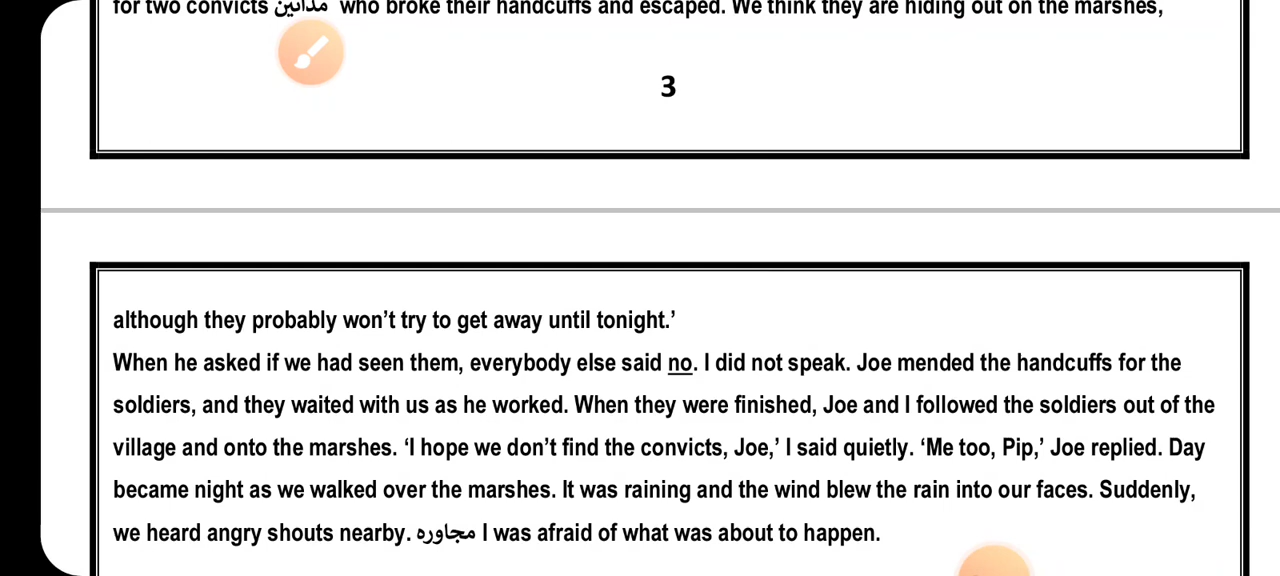 for two convicts مدانين who broke their handcuffs and escaped. We think they are hiding out on the marshes,
3
although they probably won’t try to get away until tonight.’
When he asked if we had seen them, everybody else said no. I did not speak. Joe mended the handcuffs for the
soldiers, and they waited with us as he worked. When they were finished, Joe and I followed the soldiers out of the
village and onto the marshes. ‘I hope we don’t find the convicts, Joe,’ I said quietly. ‘Me too, Pip,’ Joe replied. Day
became night as we walked over the marshes. It was raining and the wind blew the rain into our faces. Suddenly,
we heard angry shouts nearby. مجاوره I was afraid of what was about to happen.